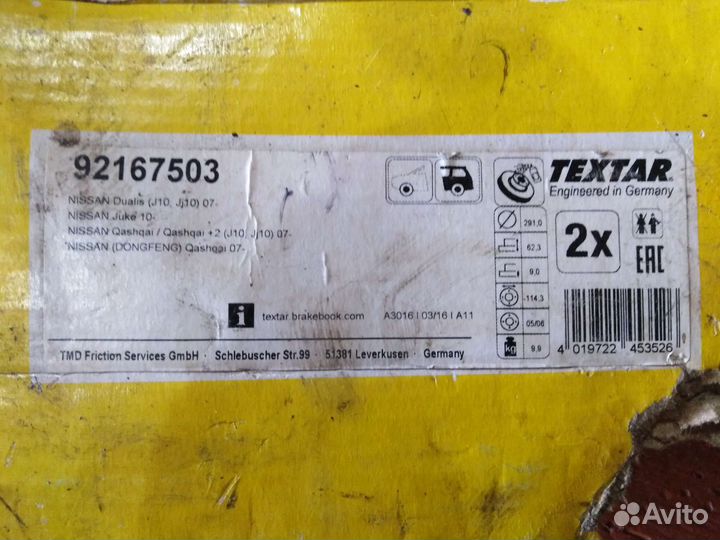 92167503
NISSAN Dualis (J10, Jj10) 07-
NISSAN Juke 10-
NISSAN Qashqai / Qashqai +2 (J10, Jj10) 07-
NISSAN (DONGFENG) Qashqai 07-
i textar.brakebook.com A3016 | 03/16 | A11
TMD Friction Services GmbH · Schlebuscher Str.99 · 51381 Leverkusen · Germany
TEXTAR
Engineered in Germany
291,0
62,3
9,0
114,3
05/06
kg 9,9
2x
EAC
4 019722 453526
Avito